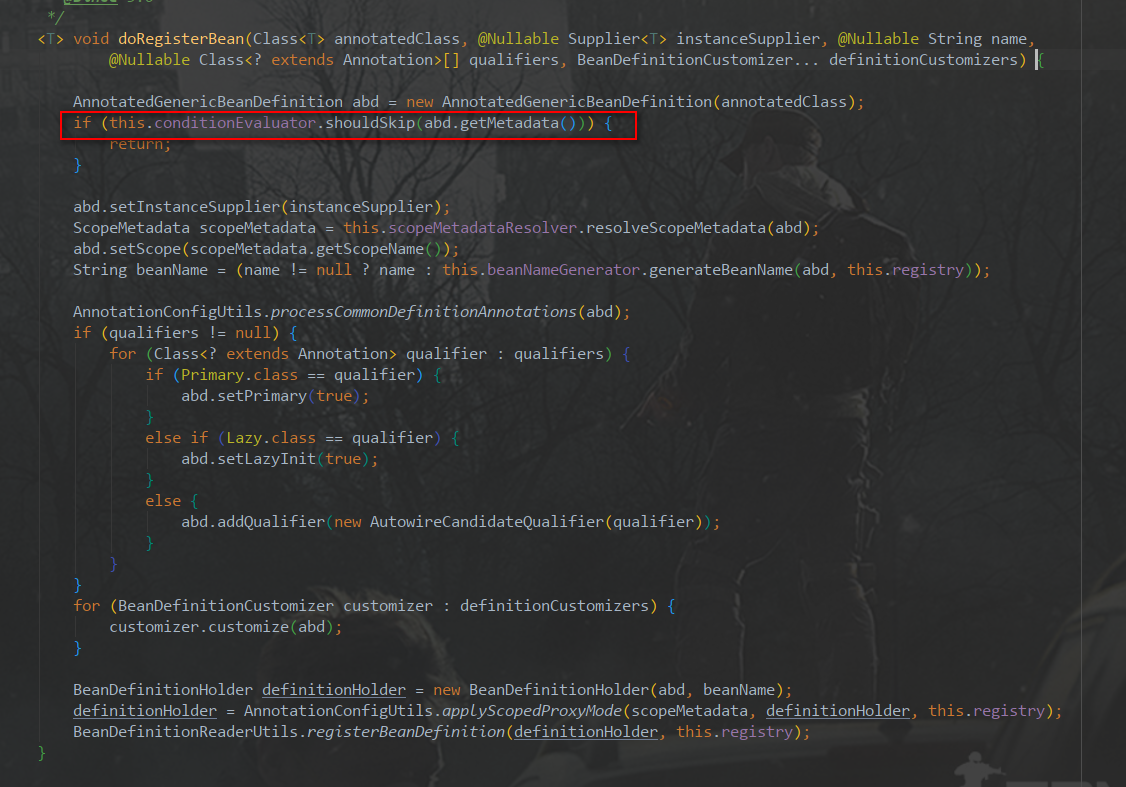 */
<T> void doRegisterBean(Class<T> annotatedClass, @Nullable Supplier<T> instanceSupplier, @Nullable String name,
@Nullable Class<? extends Annotation>[] qualifiers, BeanDefinitionCustomizer... definitionCustomizers) {
AnnotatedGenericBeanDefinition abd = new AnnotatedGenericBeanDefinition(annotatedClass);
if (this.conditionEvaluator.shouldSkip(abd.getMetadata())) {
return;
}
abd.setInstanceSupplier(instanceSupplier);
ScopeMetadata scopeMetadata = this.scopeMetadataResolver.resolveScopeMetadata(abd);
abd.setScope(scopeMetadata.getScopeName());
String beanName = (name != null ? name : this.beanNameGenerator.generateBeanName(abd, this.registry));
AnnotationConfigUtils.processCommonDefinitionAnnotations(abd);
if (qualifiers != null) {
for (Class<? extends Annotation> qualifier : qualifiers) {
if (Primary.class == qualifier) {
abd.setPrimary(true);
}
else if (Lazy.class == qualifier) {
abd.setLazyInit(true);
}
else {
abd.addQualifier(new AutowireCandidateQualifier(qualifier));
}
}
}
for (BeanDefinitionCustomizer customizer : definitionCustomizers) {
customizer.customize(abd);
}
BeanDefinitionHolder definitionHolder = new BeanDefinitionHolder(abd, beanName);
definitionHolder = AnnotationConfigUtils.applyScopedProxyMode(scopeMetadata, definitionHolder, this.registry);
BeanDefinitionReaderUtils.registerBeanDefinition(definitionHolder, this.registry);
}